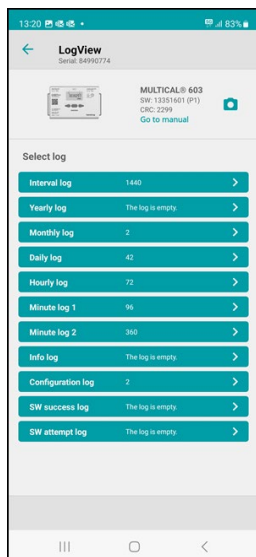 13:20
83%
LogView
Serial: 84990774
MULTICAL® 603
SW: 13351601 (P1)
CRC: 2299
Go to manual
Select log
Interval log 1440
Yearly log The log is empty.
Monthly log 2
Daily log 42
Hourly log 72
Minute log 1 96
Minute log 2 360
Info log The log is empty.
Configuration log 2
SW success log The log is empty.
SW attempt log The log is empty.